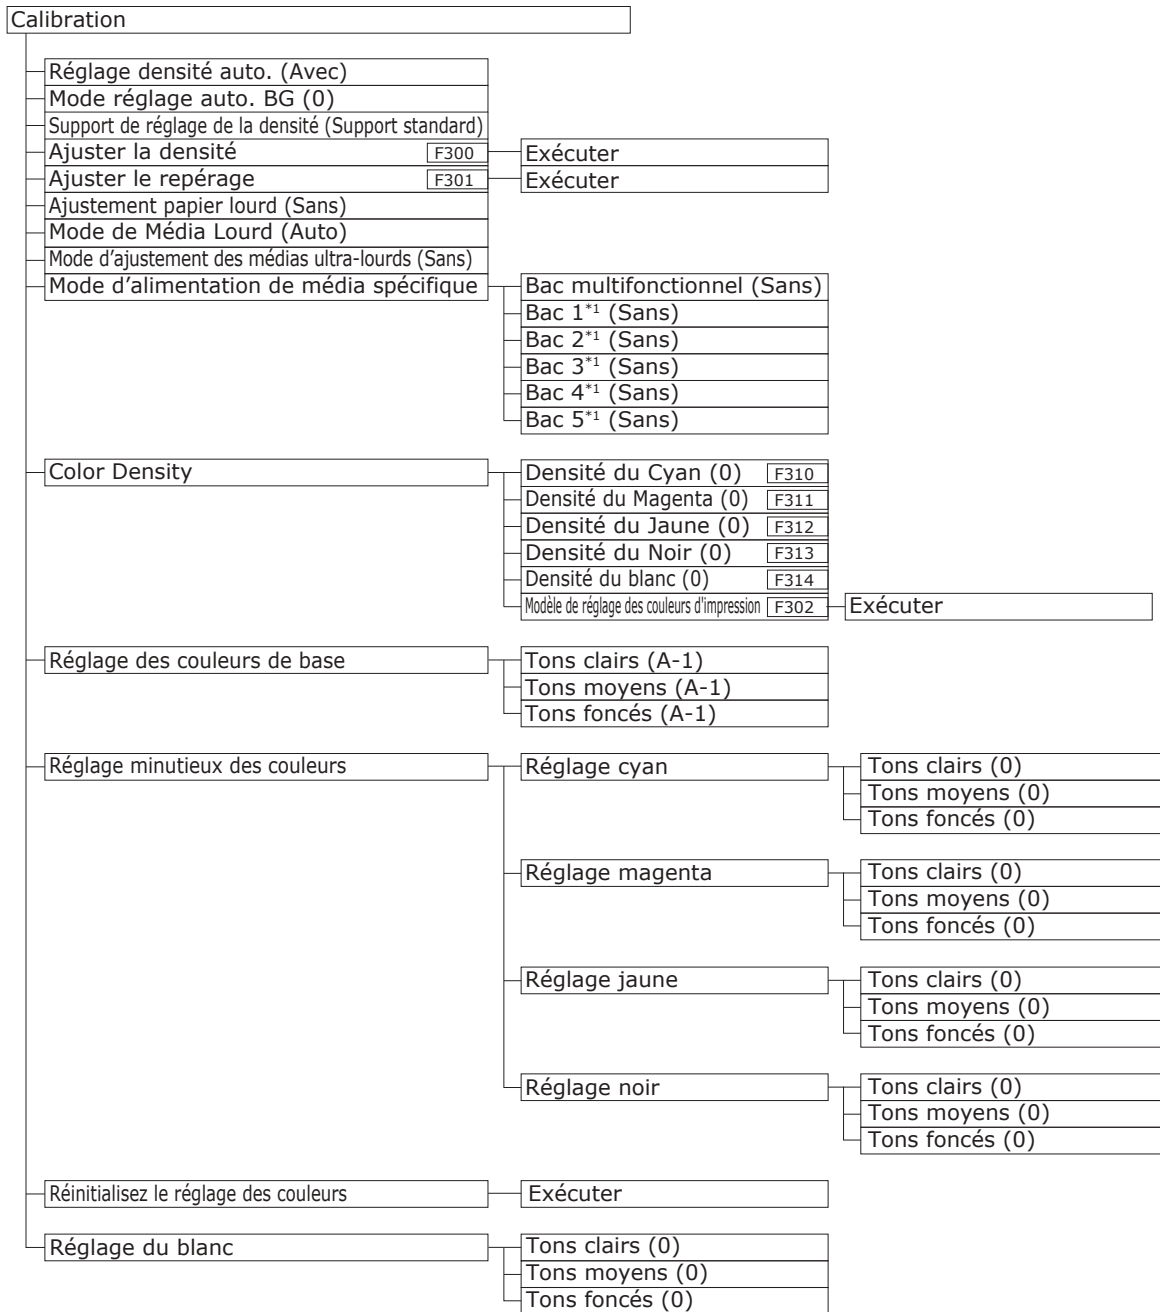 Calibration
Réglage densité auto. (Avec)
Mode réglage auto. BG (0)
Support de réglage de la densité (Support standard)
Ajuster la densité F300 Exécuter
Ajuster le repérage F301 Exécuter
Ajustement papier lourd (Sans)
Mode de Média Lourd (Auto)
Mode d’ajustement des médias ultra-lourds (Sans)
Mode d’alimentation de média spécifique Bac multifonctionnel (Sans)
Bac 1*1 (Sans)
Bac 2*1 (Sans)
Bac 3*1 (Sans)
Bac 4*1 (Sans)
Bac 5*1 (Sans)
Color Density Densité du Cyan (0) F310
Densité du Magenta (0) F311
Densité du Jaune (0) F312
Densité du Noir (0) F313
Densité du blanc (0) F314
Modèle de réglage des couleurs d'impression F302 Exécuter
Réglage des couleurs de base Tons clairs (A-1)
Tons moyens (A-1)
Tons foncés (A-1)
Réglage minutieux des couleurs Réglage cyan Tons clairs (0)
Tons moyens (0)
Tons foncés (0)
Réglage magenta Tons clairs (0)
Tons moyens (0)
Tons foncés (0)
Réglage jaune Tons clairs (0)
Tons moyens (0)
Tons foncés (0)
Réglage noir Tons clairs (0)
Tons moyens (0)
Tons foncés (0)
Réinitialisez le réglage des couleurs Exécuter
Réglage du blanc Tons clairs (0)
Tons moyens (0)
Tons foncés (0)